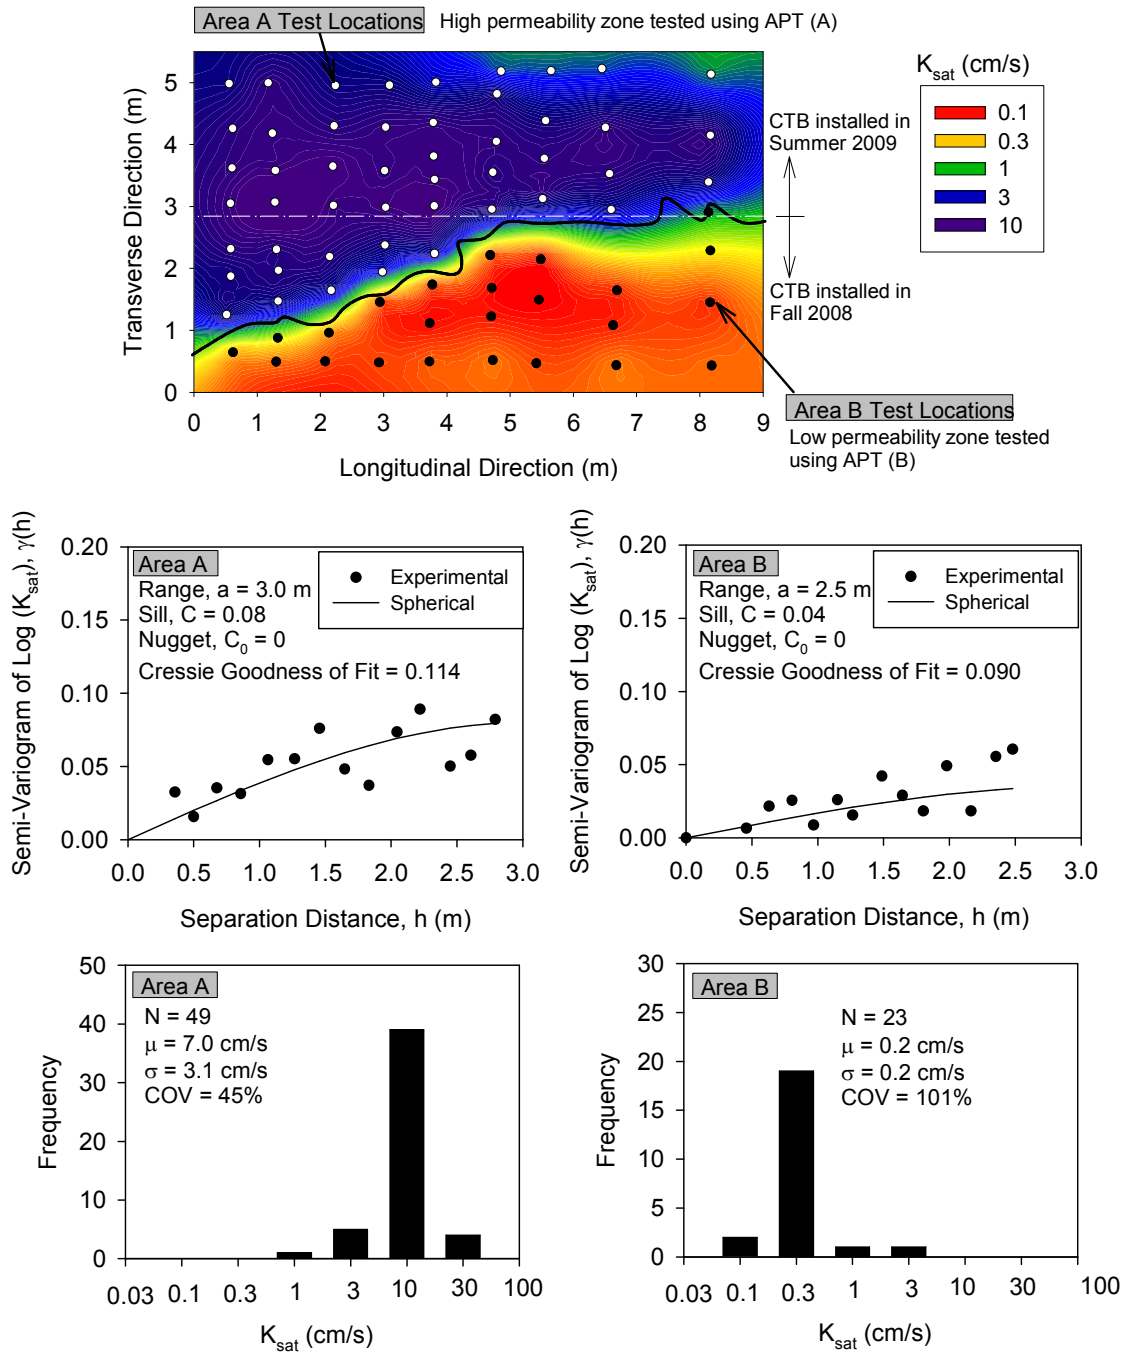 Area A Test Locations High permeability zone tested using APT (A)
Transverse Direction (m)
5
4
3
2
1
0
0 1 2 3 4 5 6 7 8 9
Longitudinal Direction (m)
K_sat (cm/s)
0.1
0.3
1
3
10
CTB installed in
Summer 2009
CTB installed in
Fall 2008
Area B Test Locations
Low permeability zone tested
using APT (B)
Semi-Variogram of Log (K_sat), γ(h)
0.20
0.15
0.10
0.05
0.00
Area A
Range, a = 3.0 m
Sill, C = 0.08
Nugget, C_0 = 0
Cressie Goodness of Fit = 0.114
Experimental
Spherical
0.0 0.5 1.0 1.5 2.0 2.5 3.0
Separation Distance, h (m)
Semi-Variogram of Log (K_sat), γ(h)
0.20
0.15
0.10
0.05
0.00
Area B
Range, a = 2.5 m
Sill, C = 0.04
Nugget, C_0 = 0
Cressie Goodness of Fit = 0.090
Experimental
Spherical
0.0 0.5 1.0 1.5 2.0 2.5 3.0
Separation Distance, h (m)
Frequency
50
40
30
20
10
0
Area A
N = 49
μ = 7.0 cm/s
σ = 3.1 cm/s
COV = 45%
0.03 0.1 0.3 1 3 10 30 100
K_sat (cm/s)
Frequency
30
25
20
15
10
5
0
Area B
N = 23
μ = 0.2 cm/s
σ = 0.2 cm/s
COV = 101%
0.03 0.1 0.3 1 3 10 30 100
K_sat (cm/s)